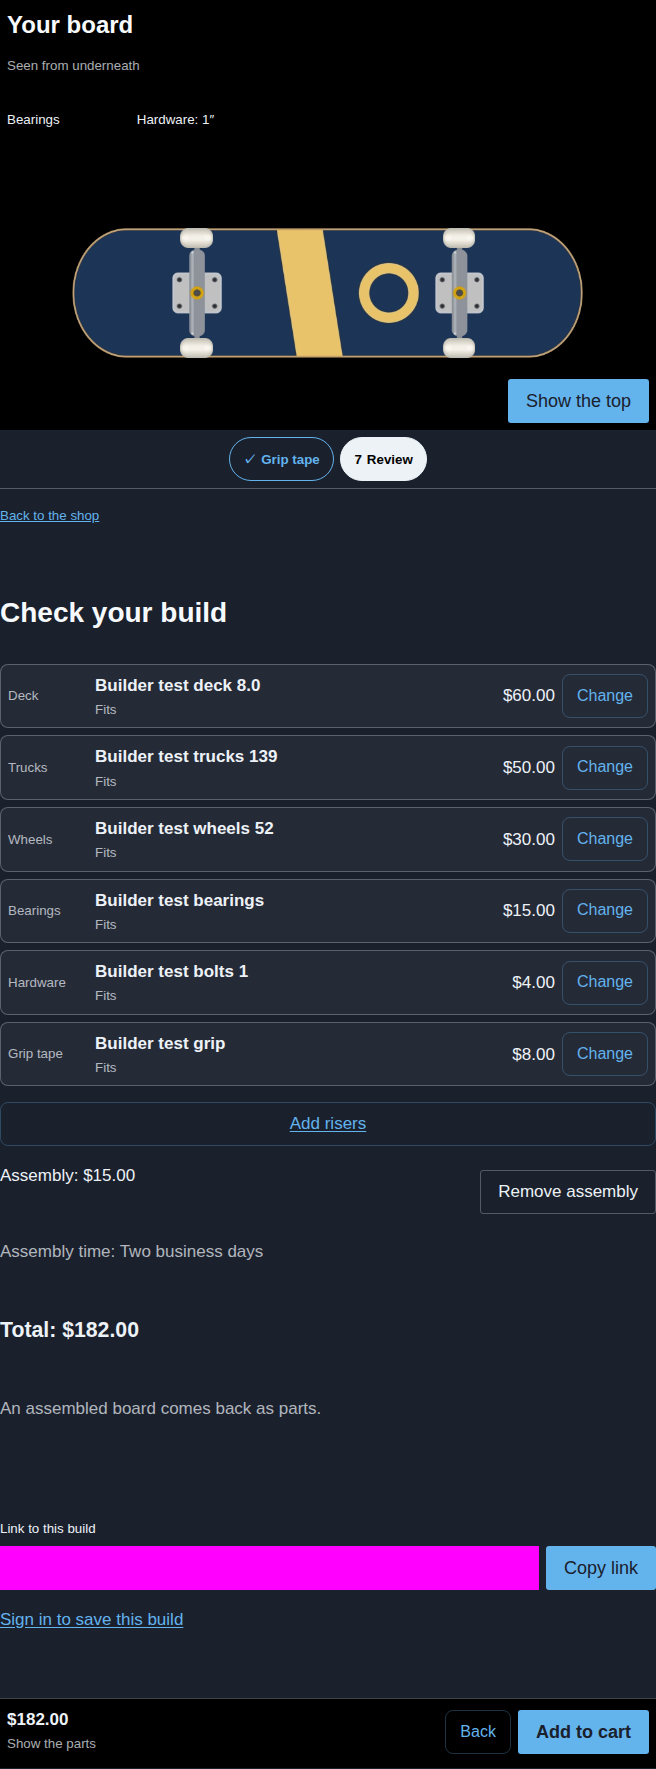 Your board
Seen from underneath
Bearings Hardware: 1″
Show the top
✓ Grip tape 7 Review
Back to the shop
Check your build
Deck Builder test deck 8.0 $60.00 Change
Fits
Trucks Builder test trucks 139 $50.00 Change
Fits
Wheels Builder test wheels 52 $30.00 Change
Fits
Bearings Builder test bearings $15.00 Change
Fits
Hardware Builder test bolts 1 $4.00 Change
Fits
Grip tape Builder test grip $8.00 Change
Fits
Add risers
Assembly: $15.00
Remove assembly
Assembly time: Two business days
Total: $182.00
An assembled board comes back as parts.
Link to this build
Copy link
Sign in to save this build
$182.00
Show the parts
Back Add to cart